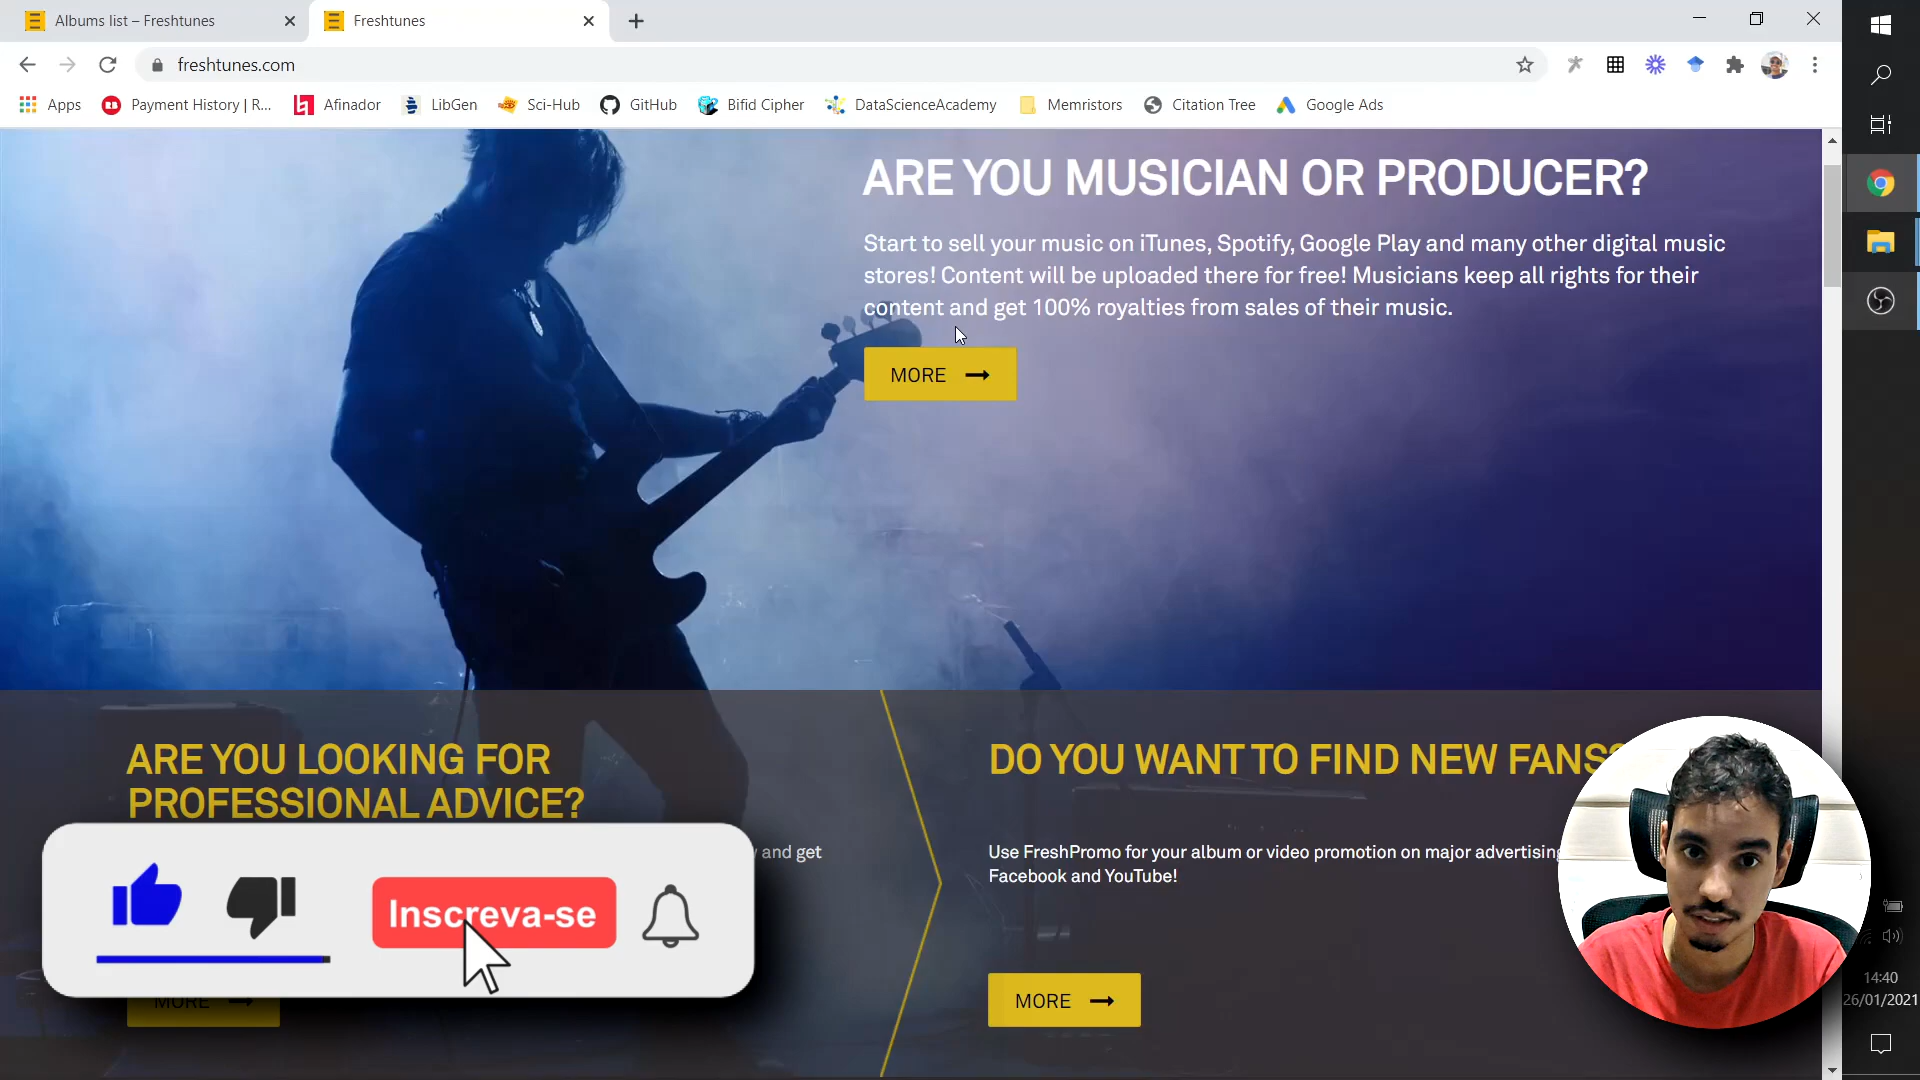 Albums list – Freshtunes
Freshtunes
freshtunes.com
Apps
Payment History | R...
Afinador
LibGen
Sci-Hub
GitHub
Bifid Cipher
DataScienceAcademy
Memristors
Citation Tree
Google Ads
ARE YOU MUSICIAN OR PRODUCER?
Start to sell your music on iTunes, Spotify, Google Play and many other digital music
stores! Content will be uploaded there for free! Musicians keep all rights for their
content and get 100% royalties from sales of their music.
MORE
ARE YOU LOOKING FOR
PROFESSIONAL ADVICE?
and get
MORE
DO YOU WANT TO FIND NEW FANS?
Use FreshPromo for your album or video promotion on major advertising
Facebook and YouTube!
MORE
Inscreva-se
14:40
26/01/2021